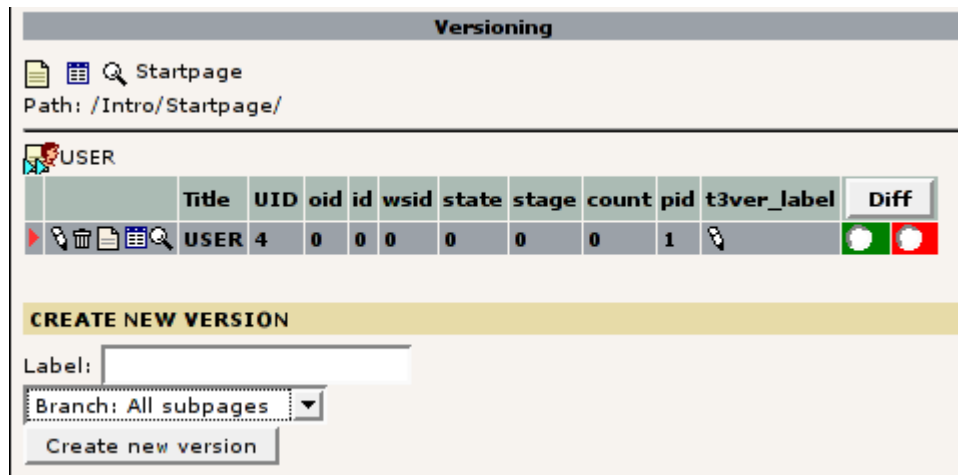 Versioning
Startpage
Path: /Intro/Startpage/
USER
Title UID oid id wsid state stage count pid t3ver_label Diff
USER 4 0 0 0 0 0 0 1
CREATE NEW VERSION
Label:
Branch: All subpages
Create new version